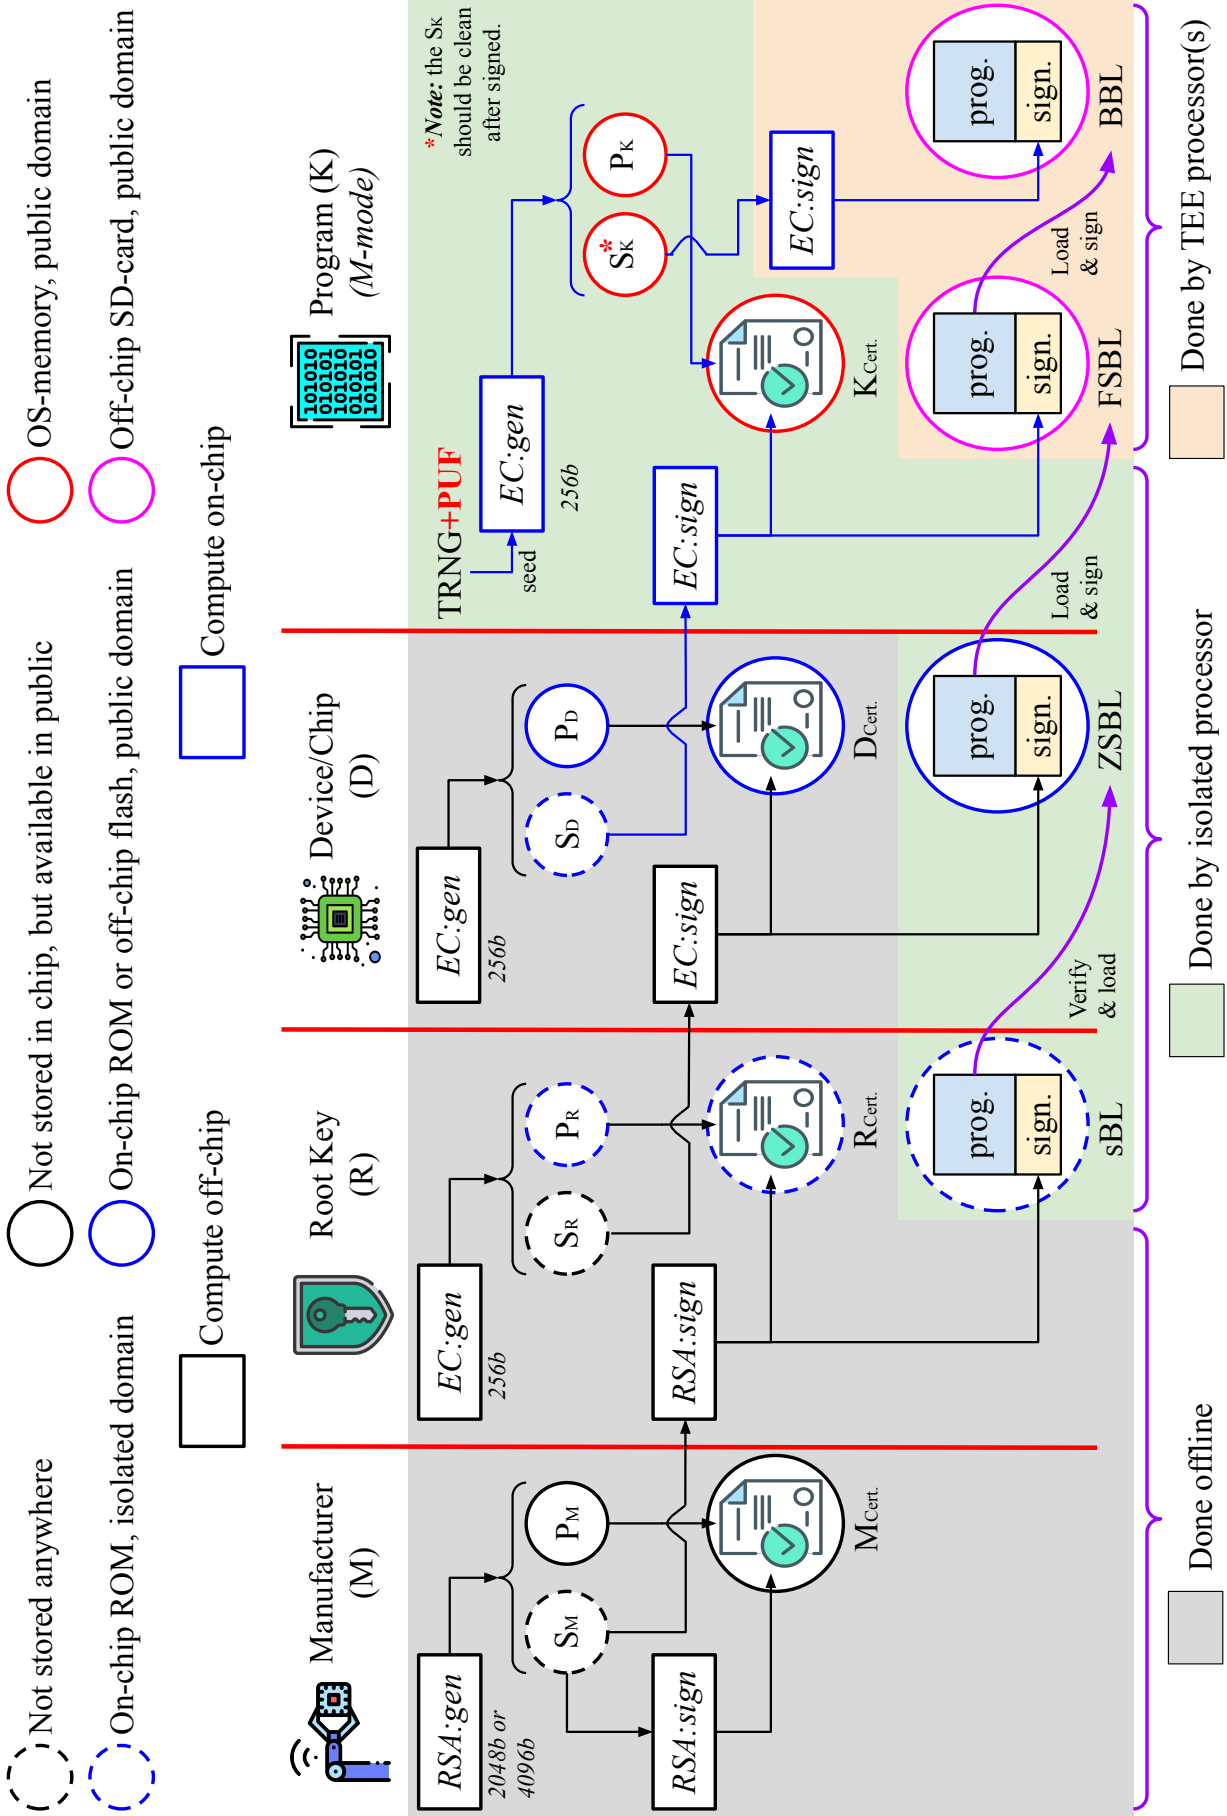 Not stored anywhere
Not stored in chip, but available in public
OS-memory, public domain
On-chip ROM, isolated domain
On-chip ROM or off-chip flash, public domain
Off-chip SD-card, public domain
Compute off-chip
Compute on-chip
Manufacturer
(M)
Root Key
(R)
Device/Chip
(D)
Program (K)
(M-mode)
101010
010101
101010
010101
101010
RSA:gen
2048b or
4096b
SM
PM
RSA:sign
MCert.
EC:gen
256b
SR
PR
RSA:sign
RCert.
prog.
sign.
sBL
EC:gen
256b
SD
PD
EC:sign
DCert.
Verify
& load
prog.
sign.
ZSBL
TRNG+PUF
seed
EC:gen
256b
*Note: the SK
should be clean
after signed.
SK*
PK
EC:sign
KCert.
EC:sign
Load
& sign
prog.
sign.
FSBL
Load
& sign
prog.
sign.
BBL
Done offline
Done by isolated processor
Done by TEE processor(s)